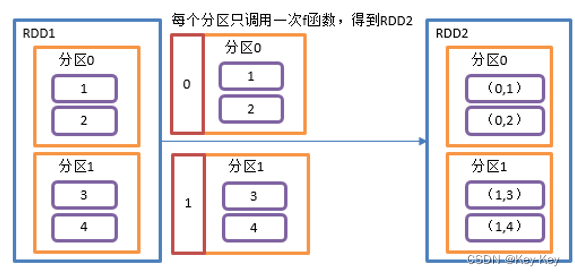 RDD1
分区0
1
2
分区1
3
4
每个分区只调用一次f函数，得到RDD2
0
分区0
1
2
1
分区1
3
4
RDD2
分区0
（0,1）
（0,2）
分区1
（1,3）
（1,4）
CSDN @Key-Key